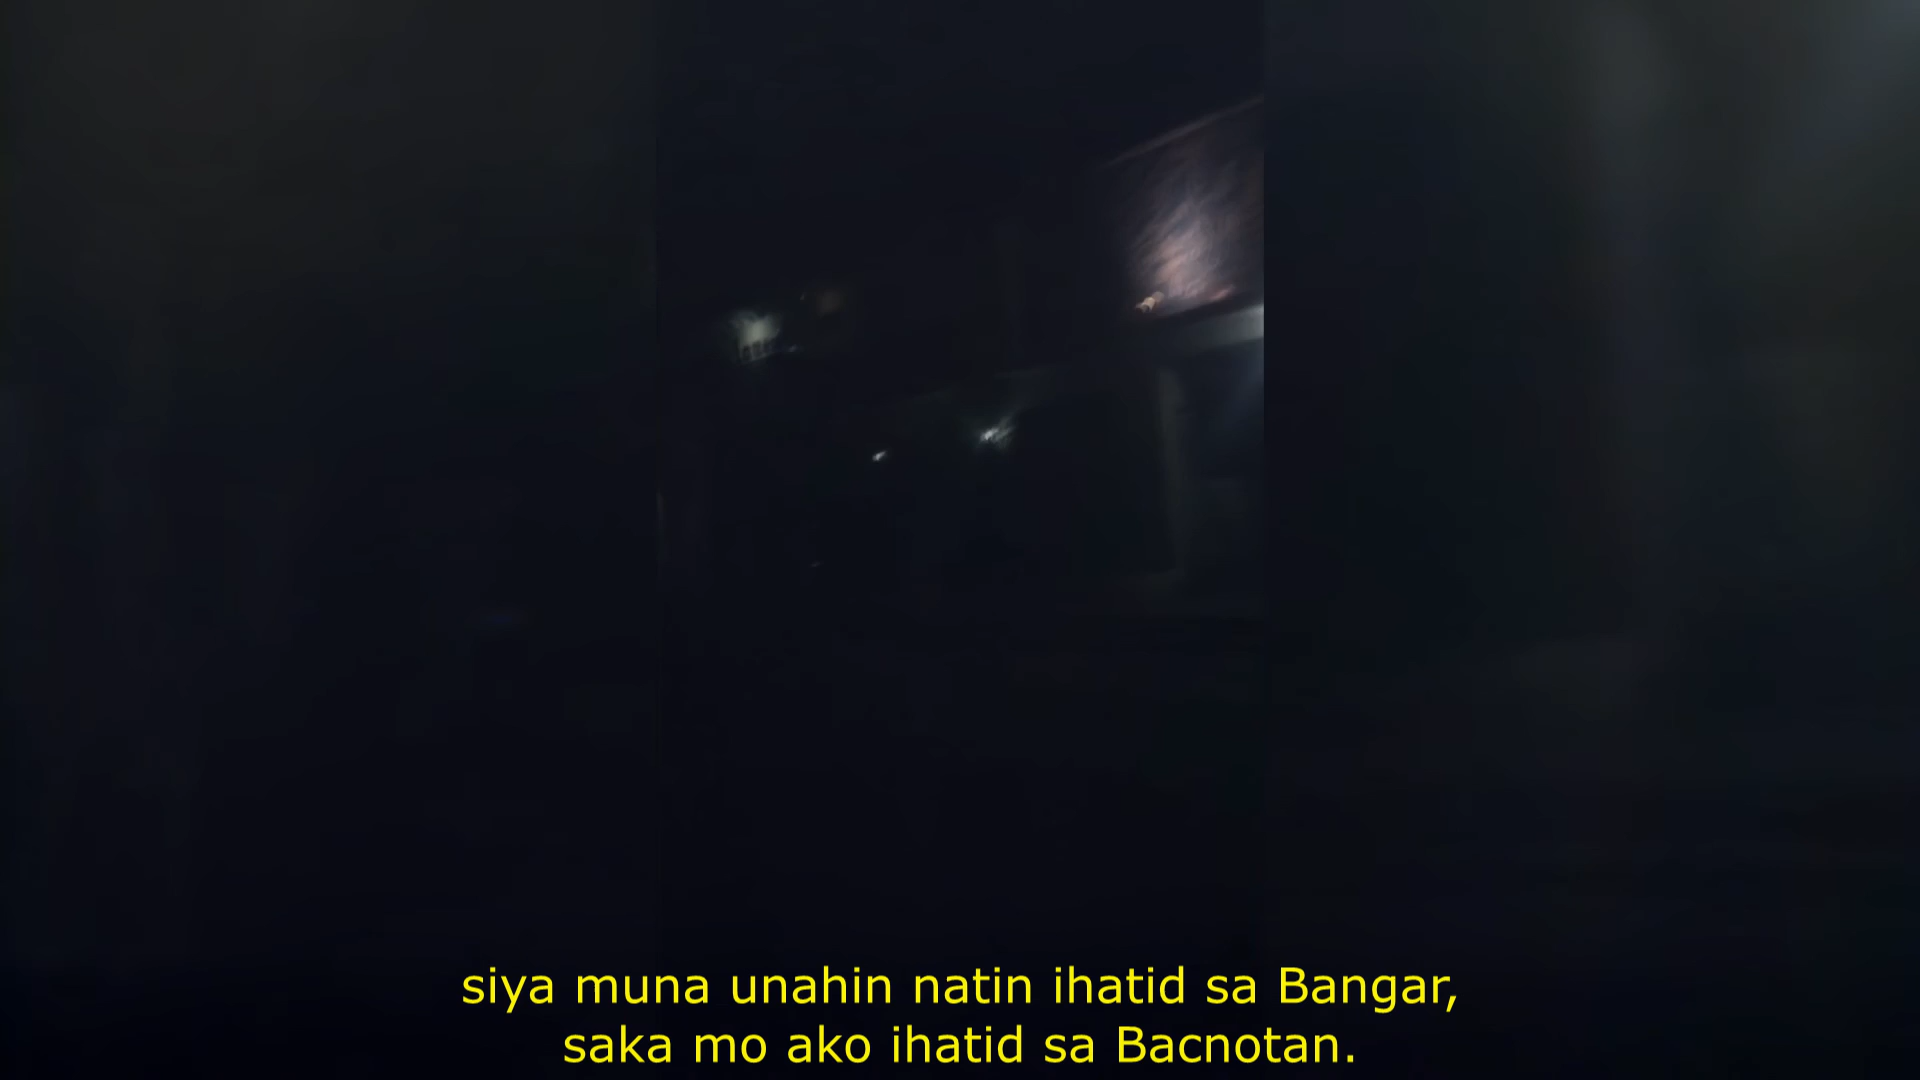 siya muna unahin natin ihatid sa Bangar,
saka mo ako ihatid sa Bacnotan.